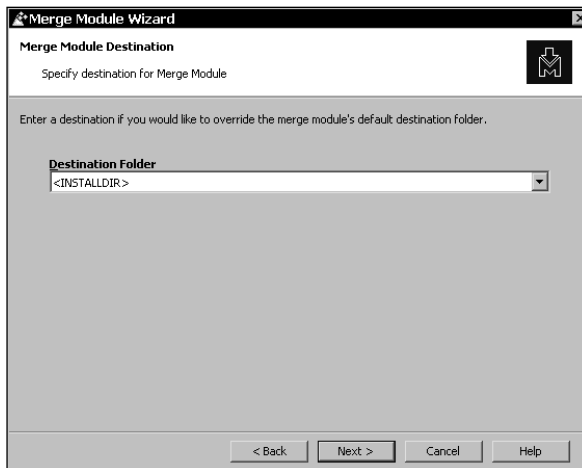 Merge Module Wizard
Merge Module Destination
Specify destination for Merge Module
Enter a destination if you would like to override the merge module's default destination folder.
Destination Folder
<INSTALLDIR>
< Back
Next >
Cancel
Help